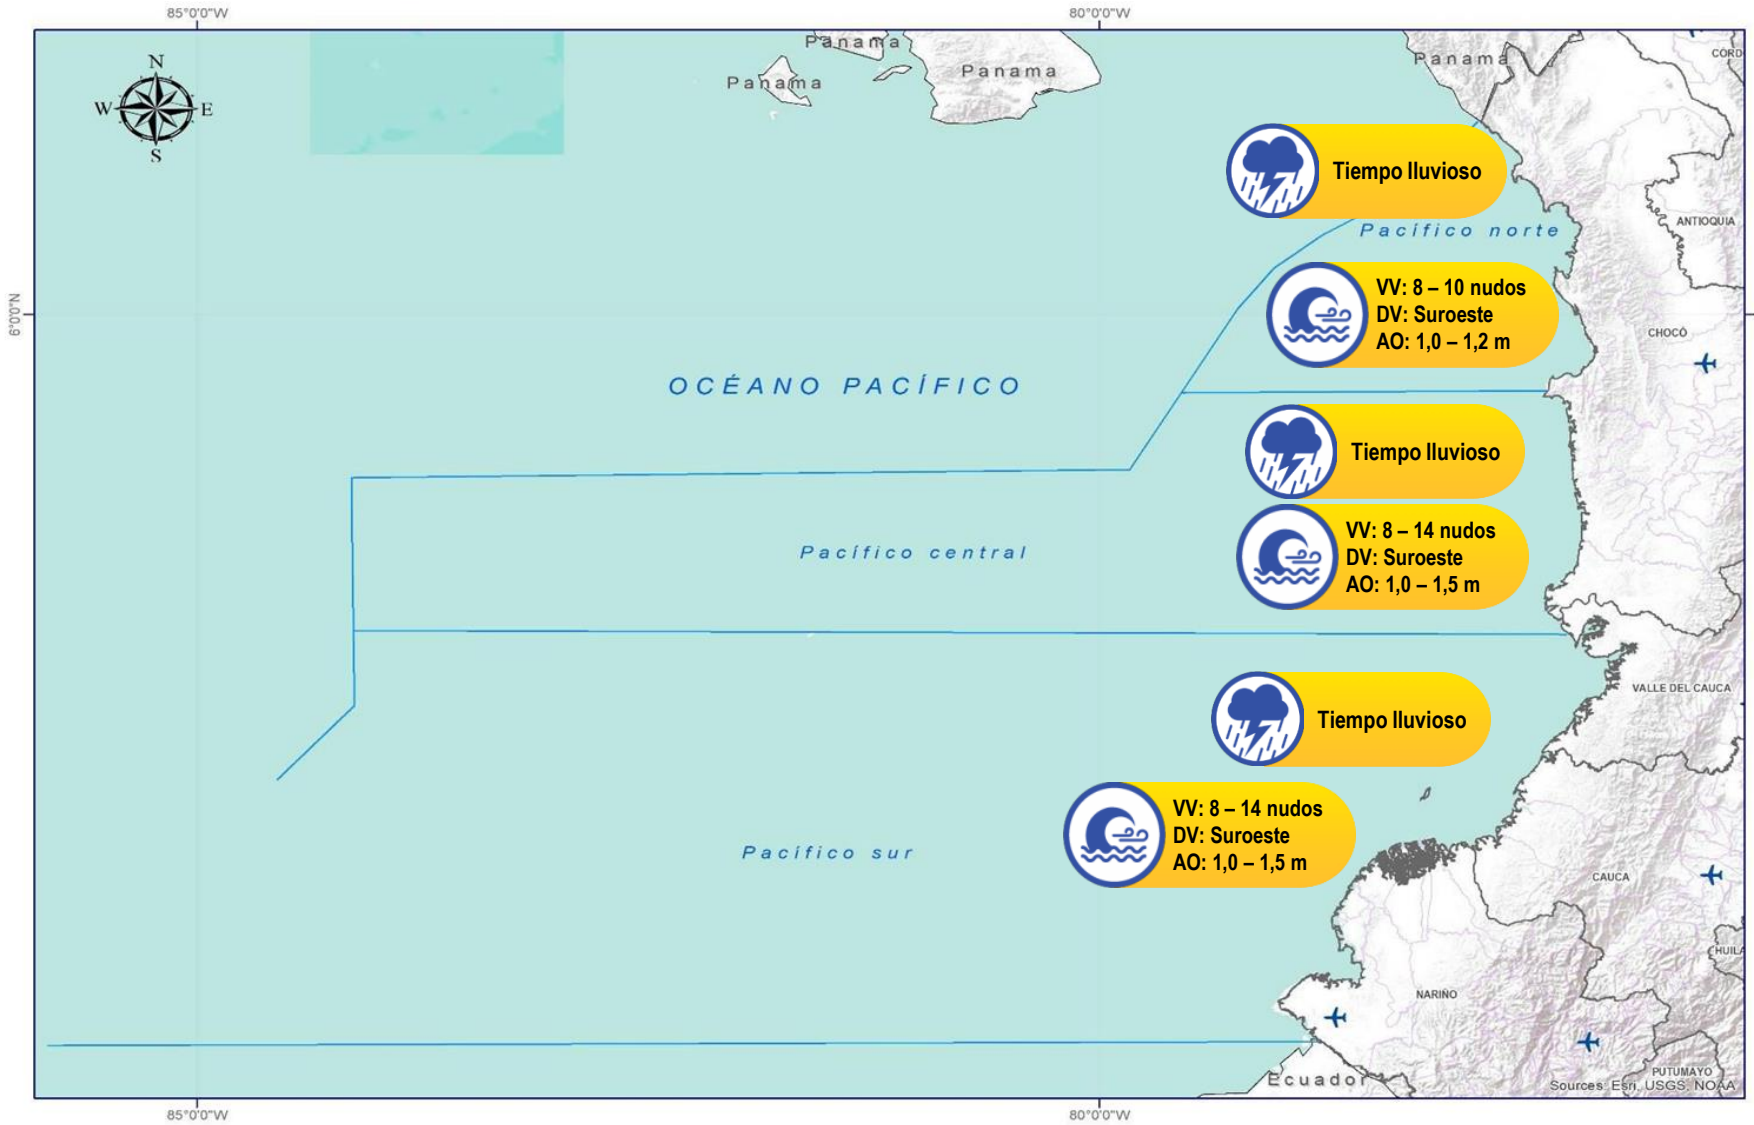 85°0'0"W
80°0'0"W
N
W
E
S
Panama
Panama
Panama
Panama
CÓRD
Tiempo lluvioso
ANTIOQUIA
Pacífico norte
6°0'0"N
VV: 8 – 10 nudos
DV: Suroeste
AO: 1,0 – 1,2 m
CHOCÓ
OCÉANO PACÍFICO
Tiempo lluvioso
Pacífico central
VV: 8 – 14 nudos
DV: Suroeste
AO: 1,0 – 1,5 m
VALLE DEL CAUCA
Tiempo lluvioso
VV: 8 – 14 nudos
DV: Suroeste
AO: 1,0 – 1,5 m
Pacífico sur
CAUCA
HUILA
NARIÑO
PUTUMAYO
Ecuador
Sources: Esri, USGS, NOAA
85°0'0"W
80°0'0"W